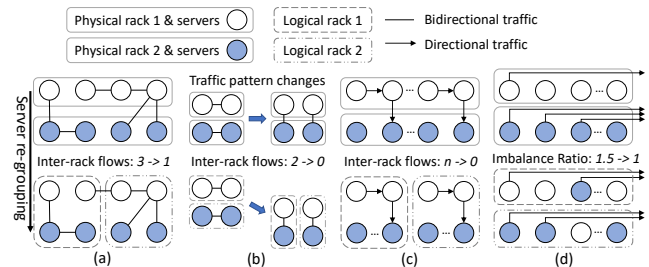 Physical rack 1 & servers
Logical rack 1
Bidirectional traffic
Physical rack 2 & servers
Logical rack 2
Directional traffic
Server re-grouping
Traffic pattern changes
Inter-rack flows: 3 -> 1
Inter-rack flows: 2 -> 0
Inter-rack flows: n -> 0
Imbalance Ratio: 1.5 -> 1
(a)
(b)
(c)
(d)